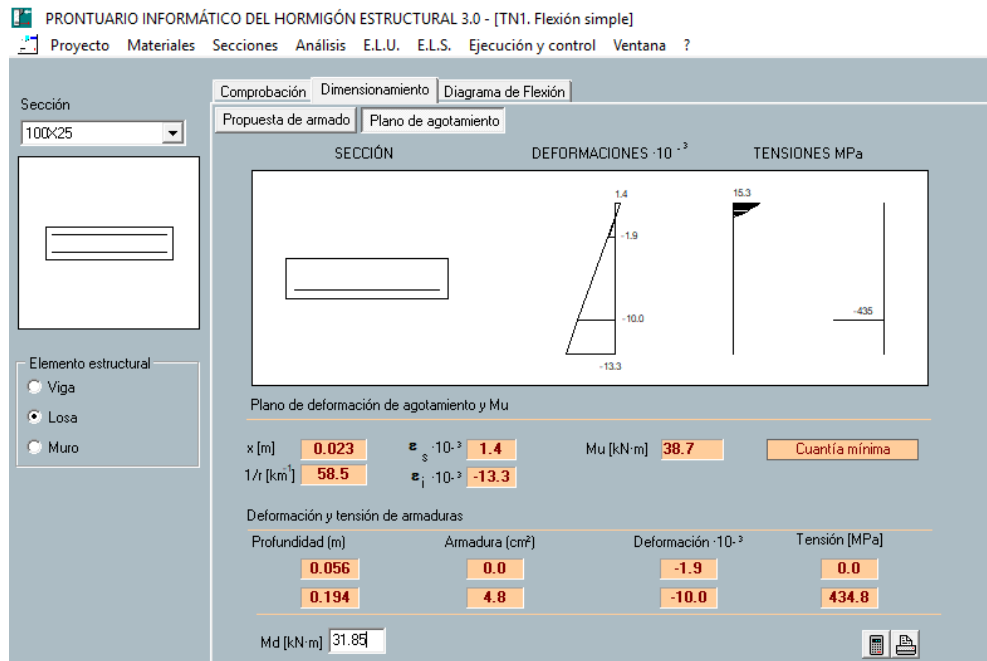 PRONTUARIO INFORMÁTICO DEL HORMIGÓN ESTRUCTURAL 3.0 - [TN1. Flexión simple]
Proyecto Materiales Secciones Análisis E.L.U. E.L.S. Ejecución y control Ventana ?
Comprobación Dimensionamiento Diagrama de Flexión
Sección
Propuesta de armado Plano de agotamiento
100X25
SECCIÓN DEFORMACIONES ·10 -3 TENSIONES MPa
1.4 15.3
-1.9
-435
-10.0
-13.3
Elemento estructural
Viga
Losa
Muro
Plano de deformación de agotamiento y Mu
x [m] 0.023 ε s ·10-3 1.4 Mu [kN·m] 38.7 Cuantía mínima
1/r [km-1] 58.5 ε i ·10-3 -13.3
Deformación y tensión de armaduras
Profundidad (m) Armadura (cm²) Deformación ·10-3 Tensión [MPa]
0.056 0.0 -1.9 0.0
0.194 4.8 -10.0 434.8
Md [kN·m] 31.85